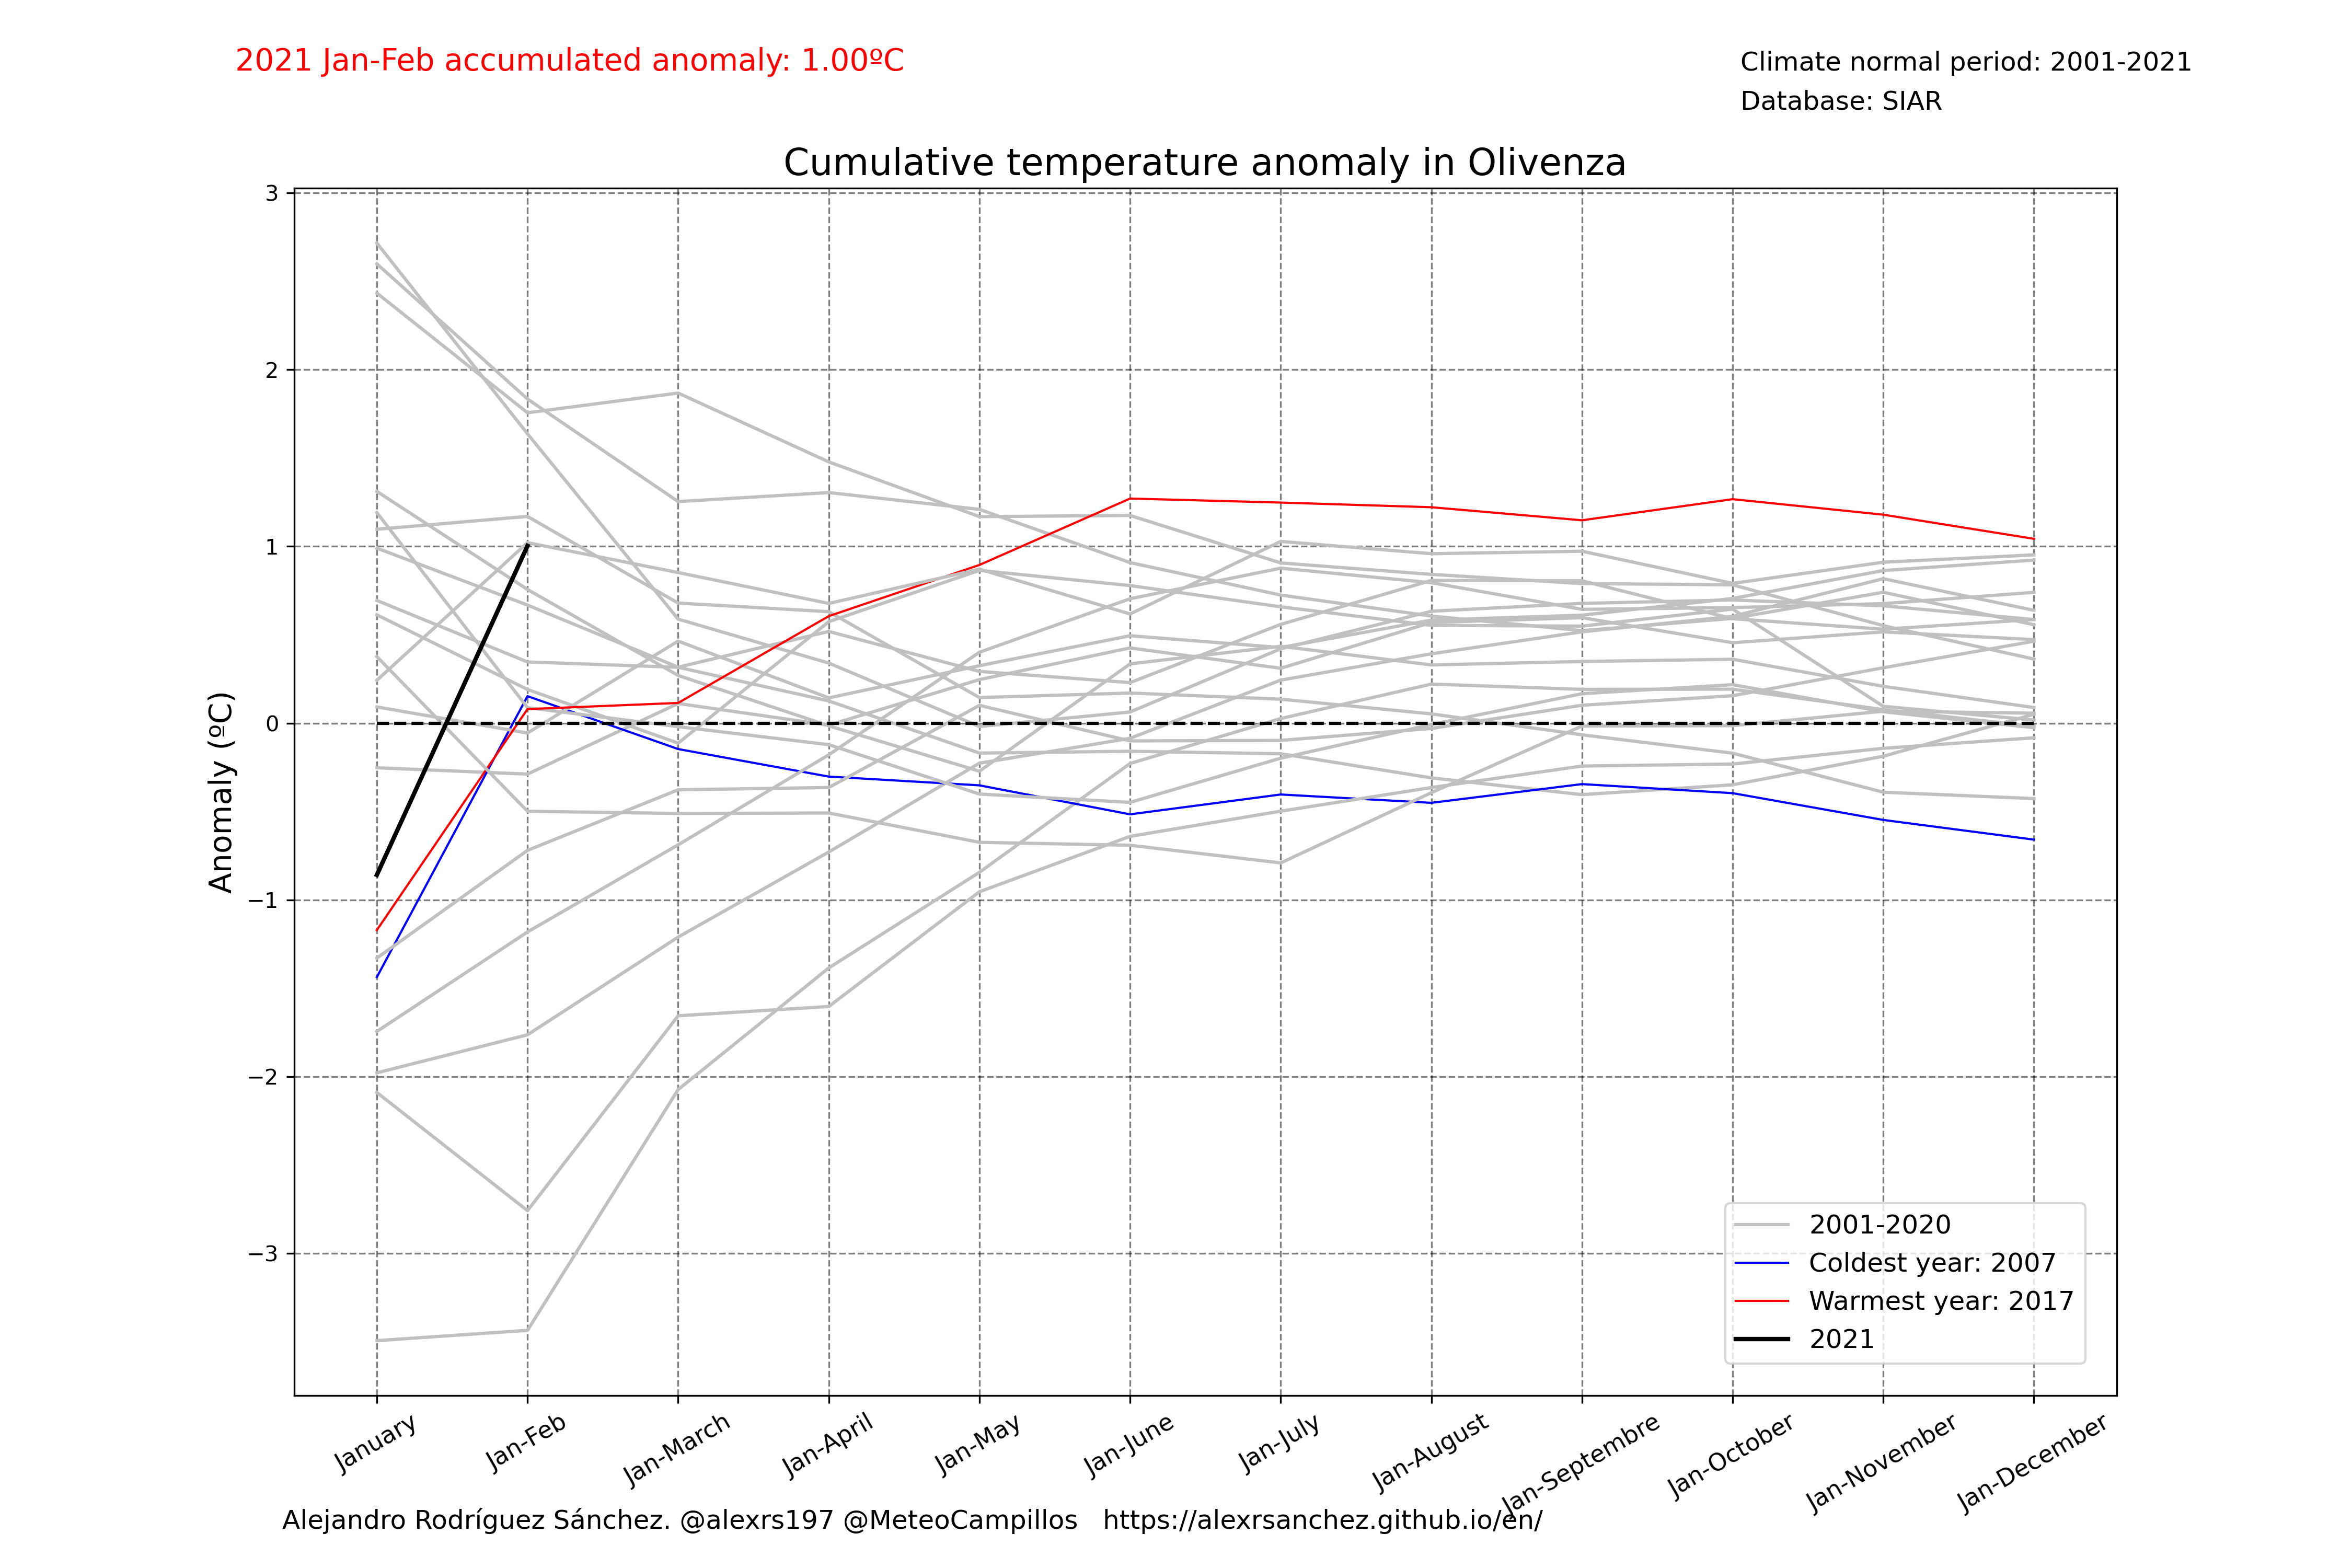 2021 Jan-Feb accumulated anomaly: 1.00ºC
Climate normal period: 2001-2021
Database: SIAR
Cumulative temperature anomaly in Olivenza
Anomaly (ºC)
3
2
1
0
−1
−2
−3
2001-2020
Coldest year: 2007
Warmest year: 2017
2021
January
Jan-Feb
Jan-March
Jan-April
Jan-May
Jan-June
Jan-July
Jan-August
Jan-Septembre
Jan-October
Jan-November
Jan-December
Alejandro Rodríguez Sánchez. @alexrs197 @MeteoCampillos https://alexrsanchez.github.io/en/